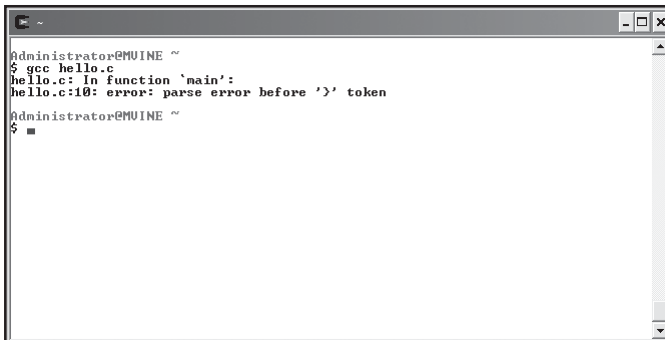 ~
Administrator@MVINE ~
$ gcc hello.c
hello.c: In function `main':
hello.c:10: error: parse error before '}' token
Administrator@MVINE ~
$